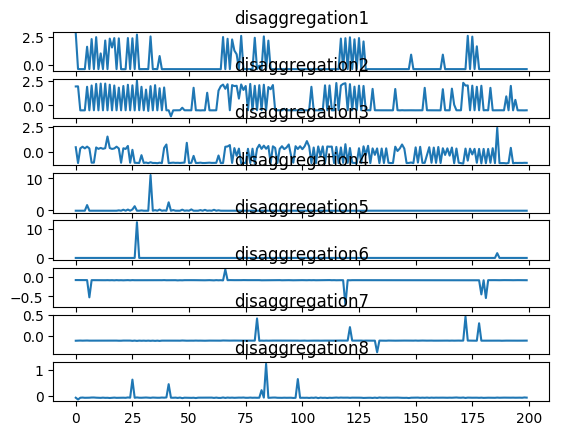 disaggregation1
2.5
0.0
disaggregation2
2.5
0.0
disaggregation3
2.5
0.0
disaggregation4
10
0
disaggregation5
10
0
disaggregation6
0.0
−0.5
disaggregation7
0.5
0.0
disaggregation8
1
0
0 25 50 75 100 125 150 175 200